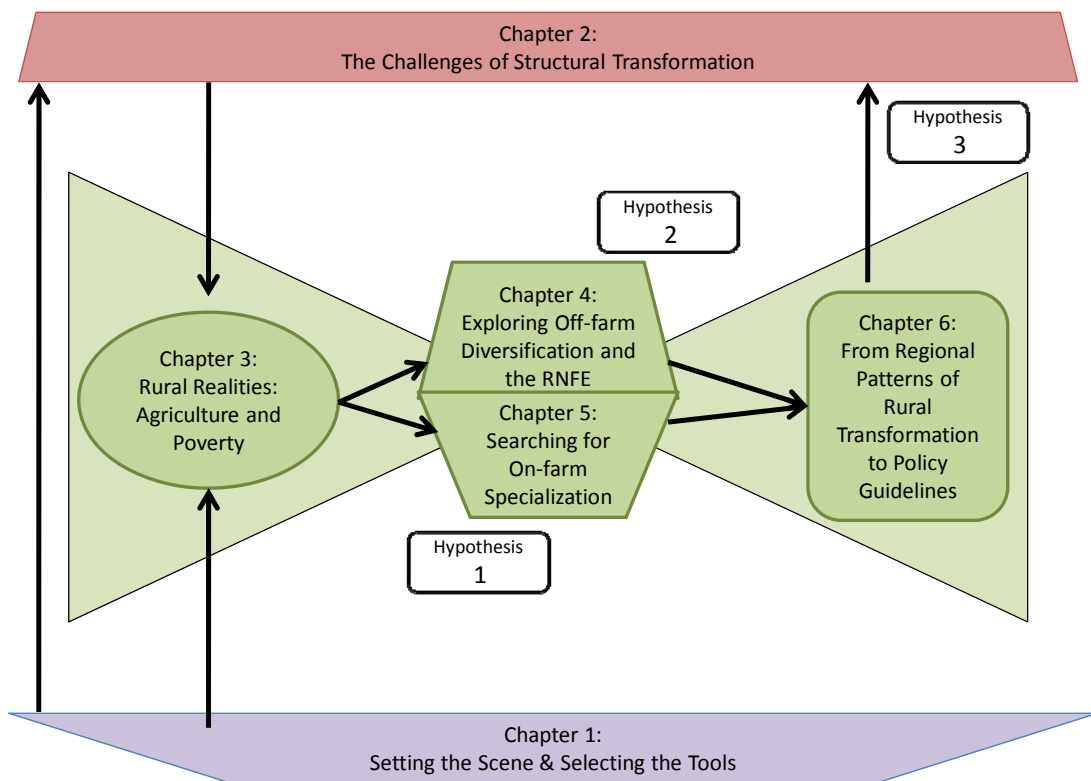 Chapter 2:
The Challenges of Structural Transformation
Hypothesis
3
Hypothesis
2
Chapter 3:
Rural Realities:
Agriculture and
Poverty
Chapter 4:
Exploring Off-farm
Diversification and
the RNFE
Chapter 5:
Searching for
On-farm
Specialization
Chapter 6:
From Regional
Patterns of
Rural
Transformation
to Policy
Guidelines
Hypothesis
1
Chapter 1:
Setting the Scene & Selecting the Tools